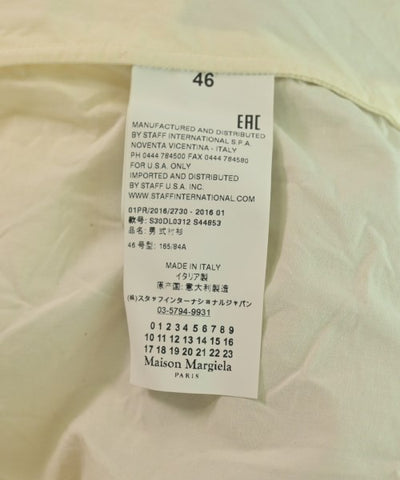 46
EAC
MANUFACTURED AND DISTRIBUTED
BY STAFF INTERNATIONAL S.P.A.
NOVENTA VICENTINA - ITALY
PH 0444 784500 FAX 0444 784580
FOR U.S.A. ONLY
IMPORTED AND DISTRIBUTED
BY STAFF U.S.A. INC.
WWW.STAFFINTERNATIONAL.COM
01PR/2016/2730 - 2016 01
款号: S30DL0312 S44853
品名: 男式衬衫
46 号型: 165/84A
MADE IN ITALY
イタリア製
原产国: 意大利製造
(株)スタッフインターナショナルジャパン
03-5794-9931
0 1 2 3 4 5 6 7 8 9
10 11 12 13 14 15 16
17 18 19 20 21 22 23
Maison Margiela
PARIS